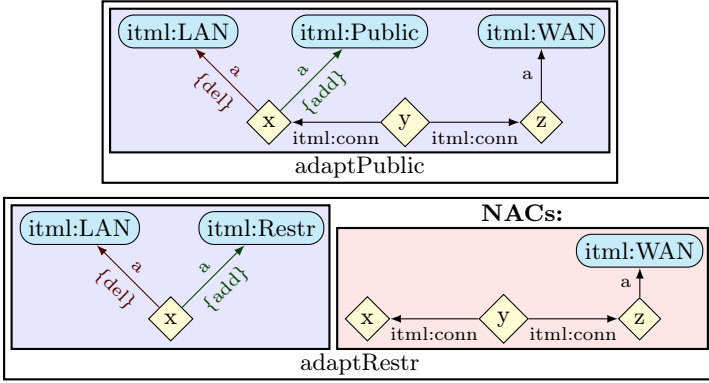 itml:LAN itml:Public itml:WAN
a a a
{del} {add}
x y z
itml:conn itml:conn
adaptPublic
NACs:
itml:LAN itml:Restr itml:WAN
a a a
{del} {add}
x x y z
itml:conn itml:conn
adaptRestr